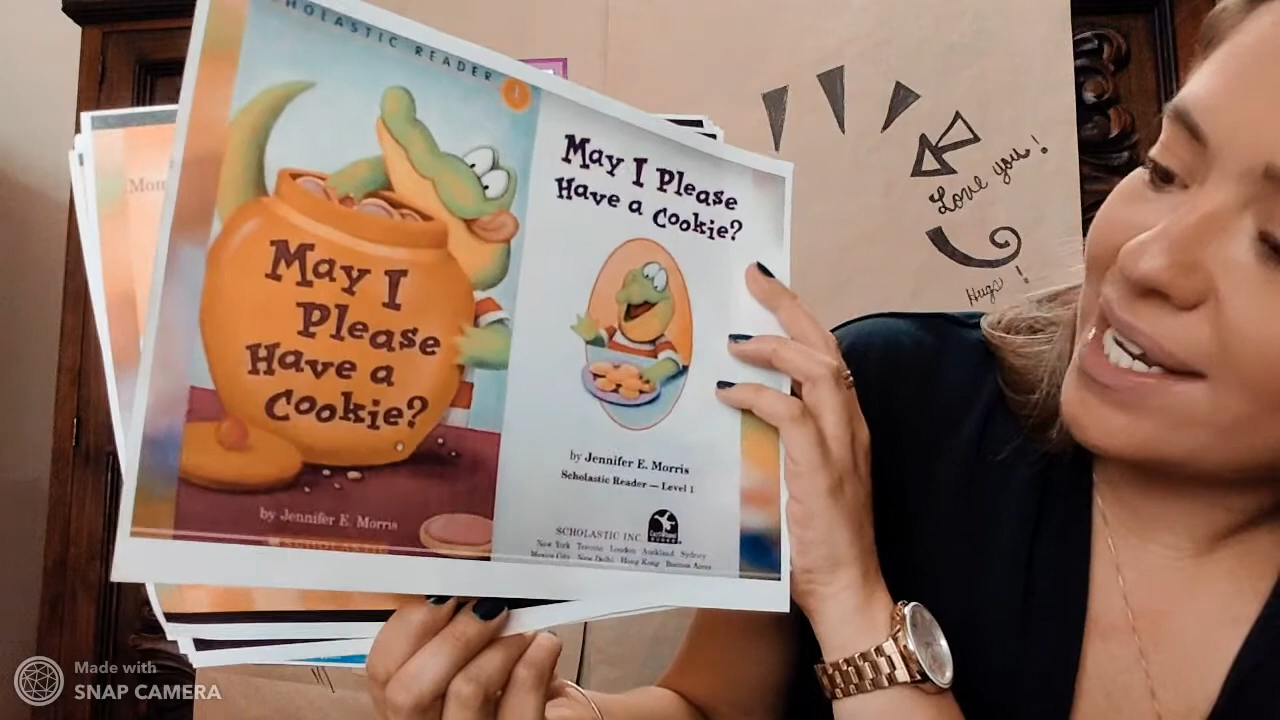 SCHOLASTIC READER
1
May I
Please
Have a
Cookie?
by Jennifer E. Morris
May I Please
Have a Cookie?
by Jennifer E. Morris
Scholastic Reader — Level 1
SCHOLASTIC INC.
New York Toronto London Auckland Sydney
Mexico City New Delhi Hong Kong Buenos Aires
Mom
Love you!
Hugs!
Made with
SNAP CAMERA